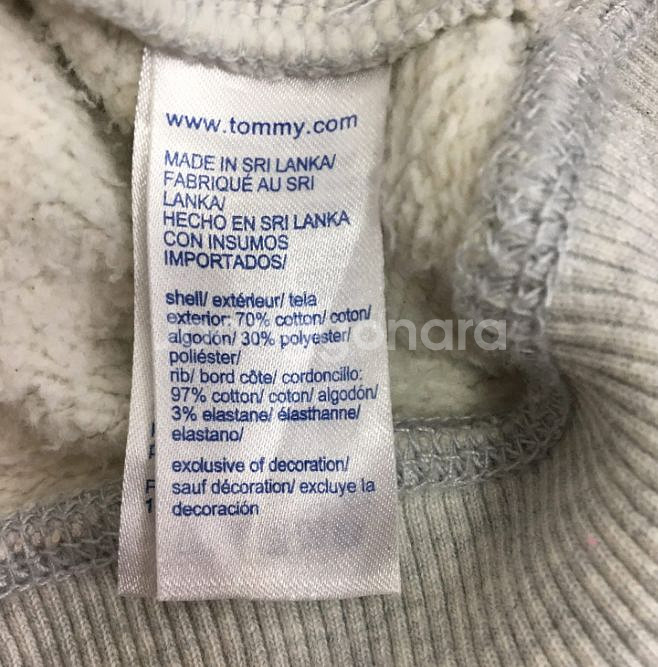 www.tommy.com
MADE IN SRI LANKA/
FABRIQUÉ AU SRI
LANKA/
HECHO EN SRI LANKA
CON INSUMOS
IMPORTADOS/
shell/ extérieur/ tela
exterior: 70% cotton/ coton/
algodón/ 30% polyester/
poliéster/
rib/ bord côte/ cordoncillo:
97% cotton/ coton/ algodón/
3% elastane/ élasthanne/
elastano/
exclusive of decoration/
sauf décoration/ excluye la
decoración